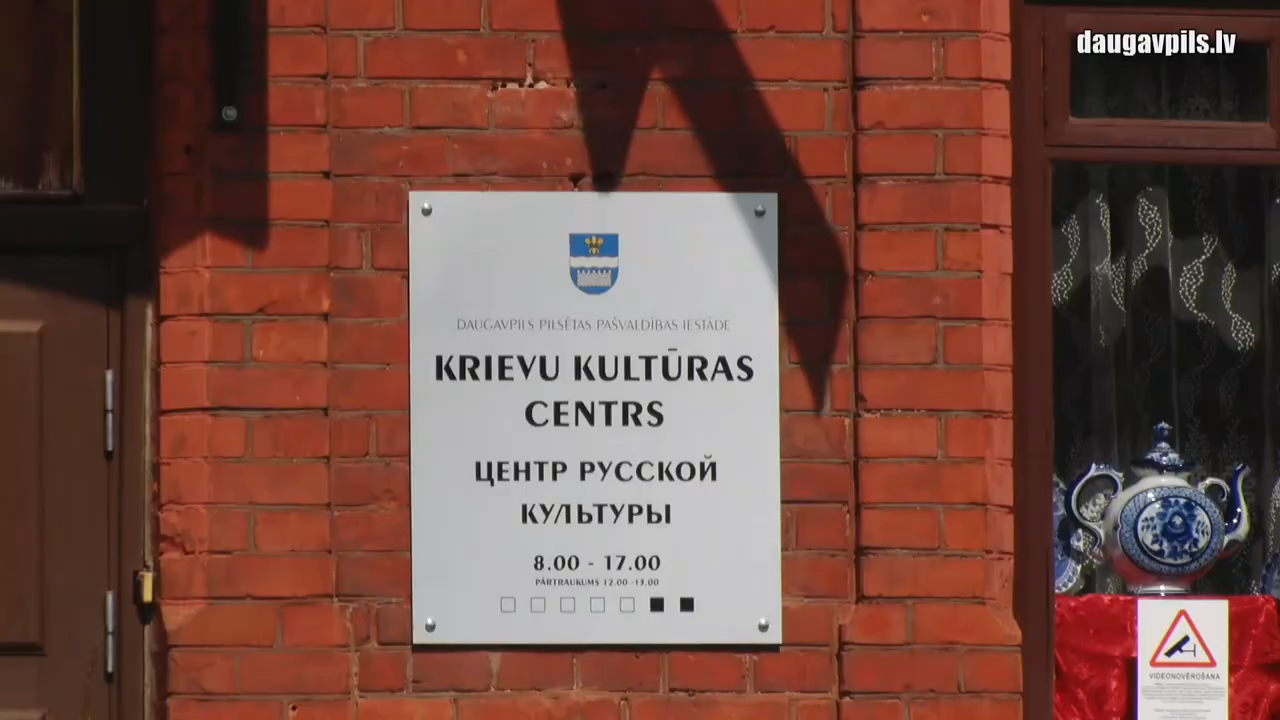 daugavpils.lv
DAUGAVPILS PILSĒTAS PAŠVALDĪBAS IESTĀDE
KRIEVU KULTŪRAS
CENTRS
ЦЕНТР РУССКОЙ
КУЛЬТУРЫ
8.00 - 17.00
PĀRTRAUKUMS 12.00 -13.00
VIDEONOVĒROŠANA